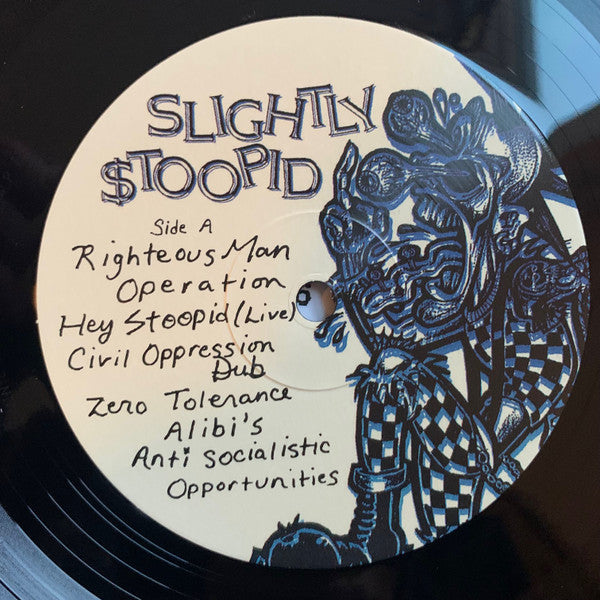 SLIGHTLY
$TOOPID
Side A
Righteous Man
Operation
Hey Stoopid (Live)
Civil Oppression
Dub
Zero Tolerance
Alibi's
Anti Socialistic
Opportunities